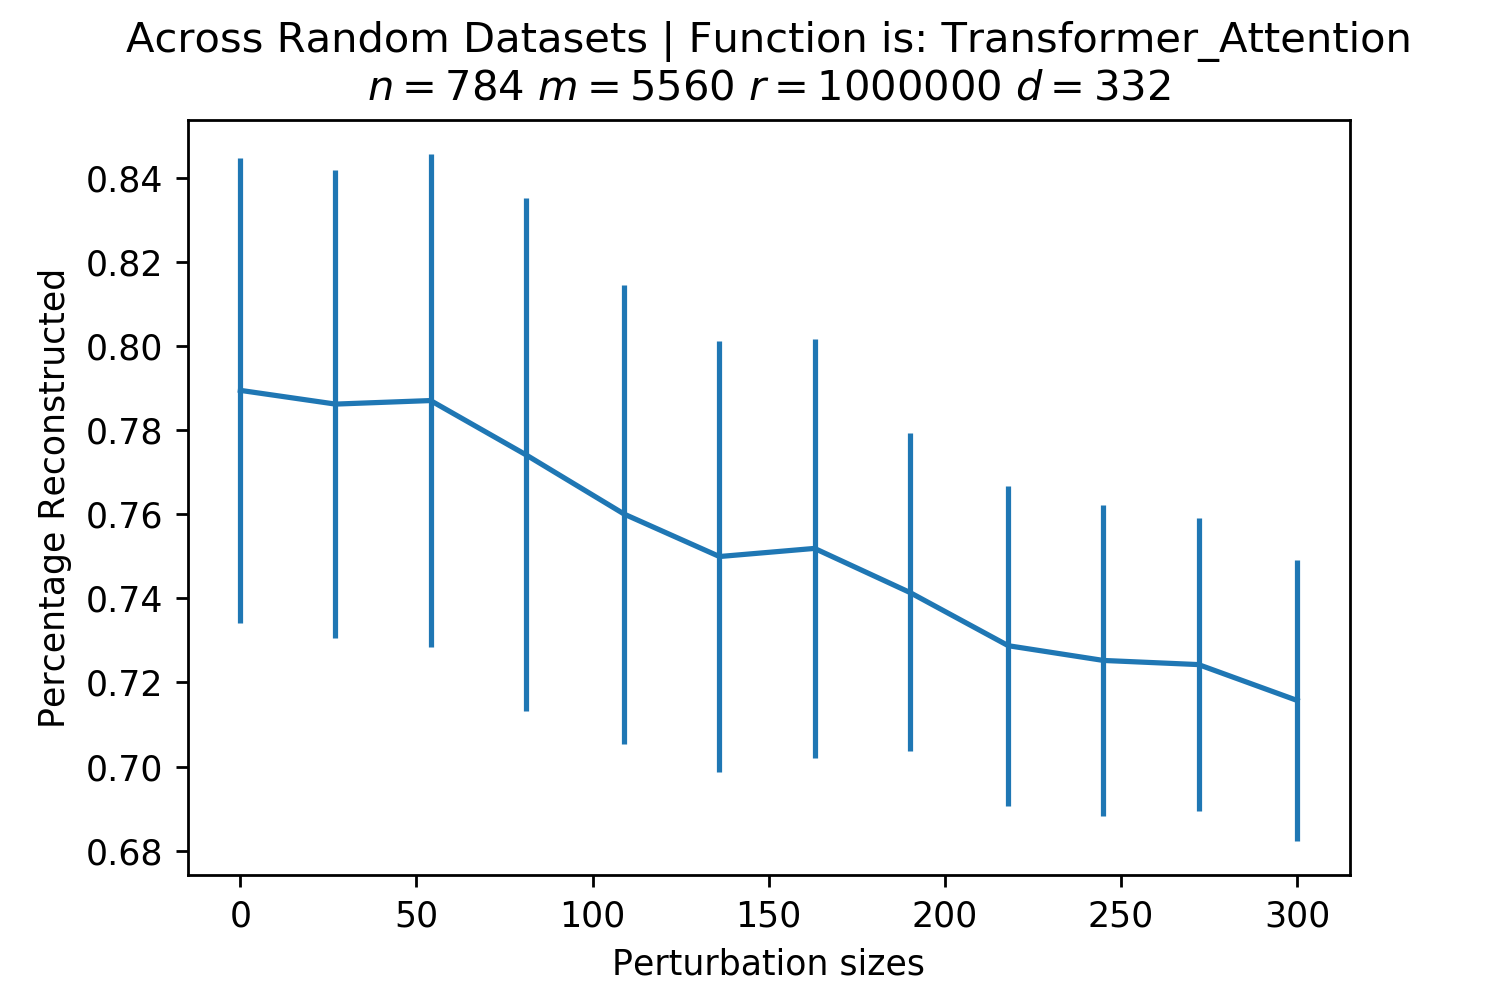 Across Random Datasets | Function is: Transformer_Attention
n = 784 m = 5560 r = 1000000 d = 332
0.84
0.82
0.80
0.78
0.76
0.74
0.72
0.70
0.68
Percentage Reconstructed
0 50 100 150 200 250 300
Perturbation sizes